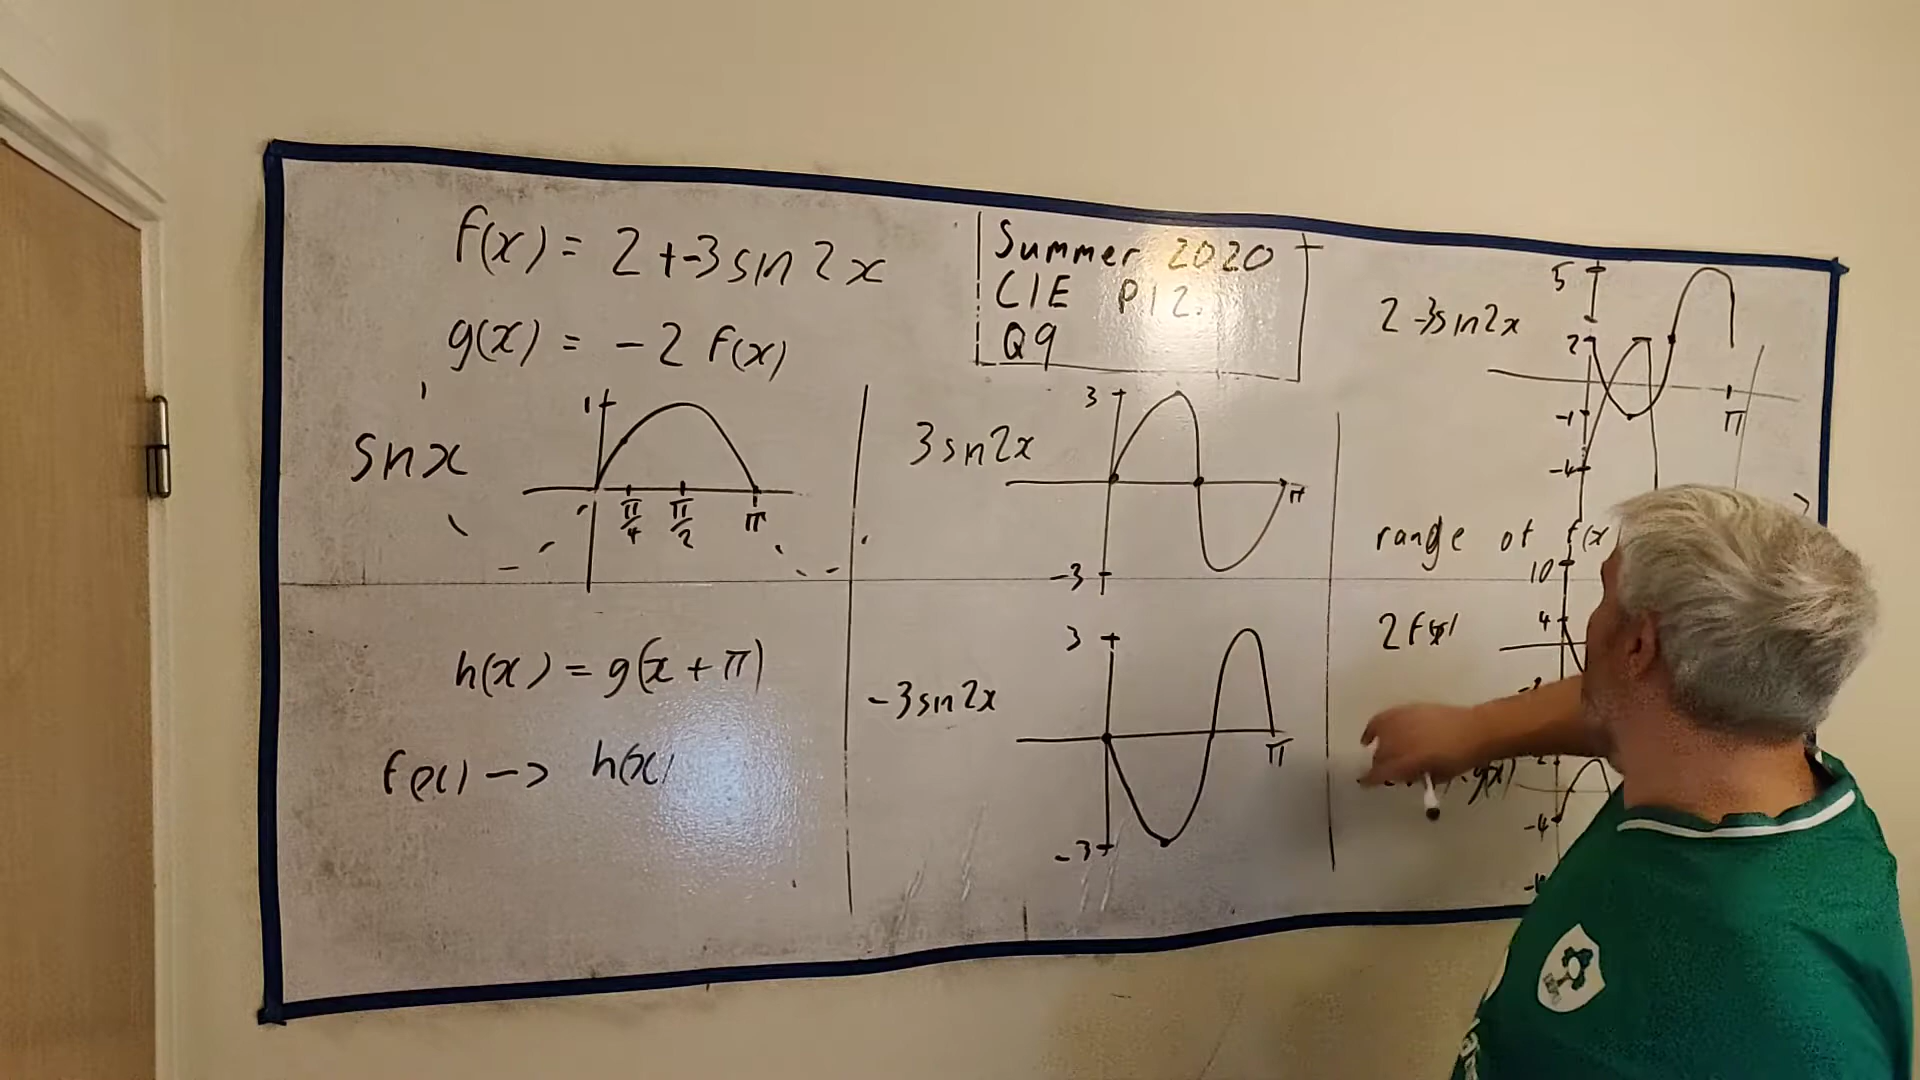 f(x) = 2 + -3 sin 2x
g(x) = -2 f(x)
Summer 2020
CIE P12.
Q9
sin x
1
π/4 π/2 π
3 sin 2x
3
-3
π
2 - 3 sin 2x
5
2
-1
-4
π
range of f(x
h(x) = g(x + π)
f(x) -> h(x)
-3 sin 2x
3
-3
π
2 f(x)
10
4
g(x)
-4